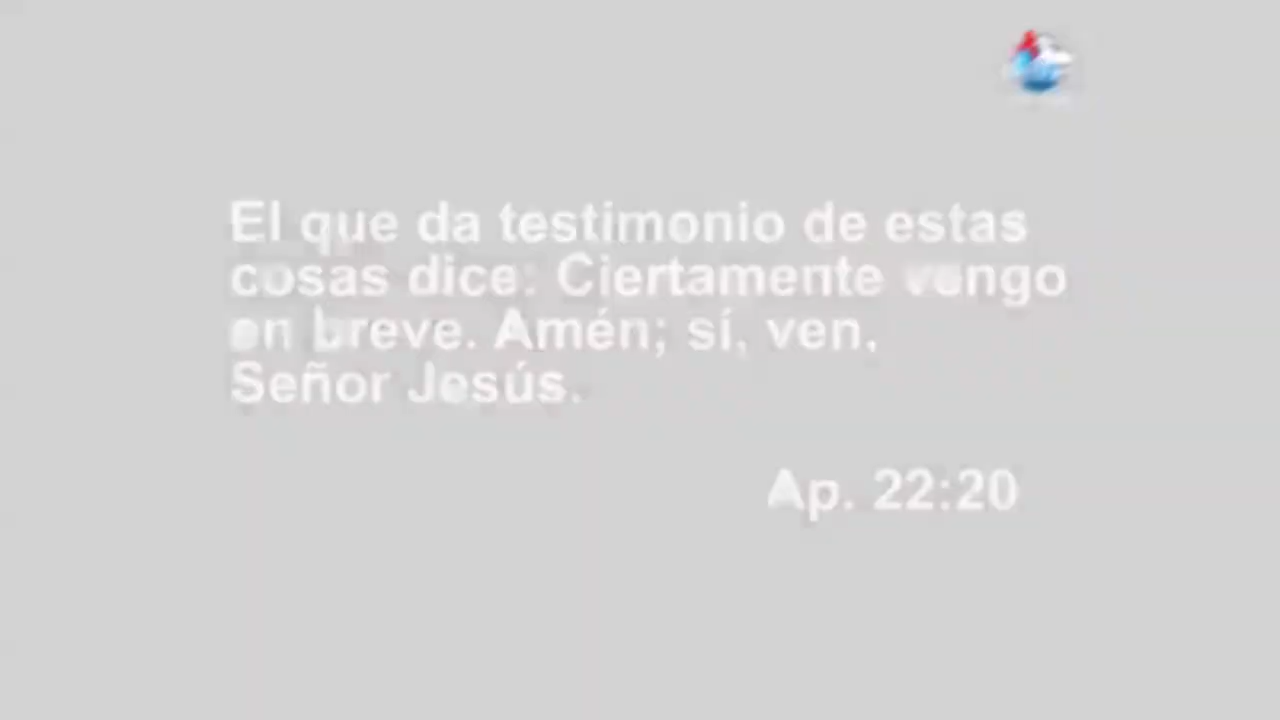 El que da testimonio de estas
cosas dice: Ciertamente vengo
en breve. Amén; sí, ven,
Señor Jesús.
Ap. 22:20